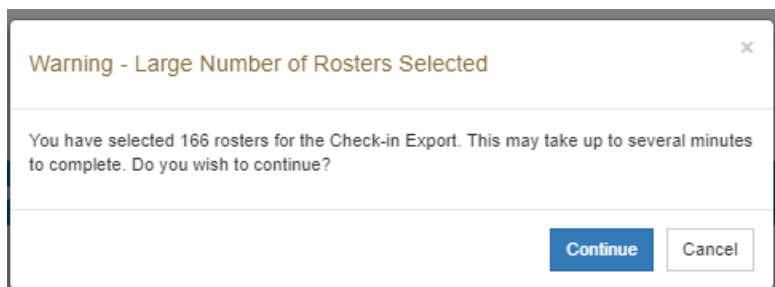 Warning - Large Number of Rosters Selected
×
You have selected 166 rosters for the Check-in Export. This may take up to several minutes
to complete. Do you wish to continue?
Continue
Cancel